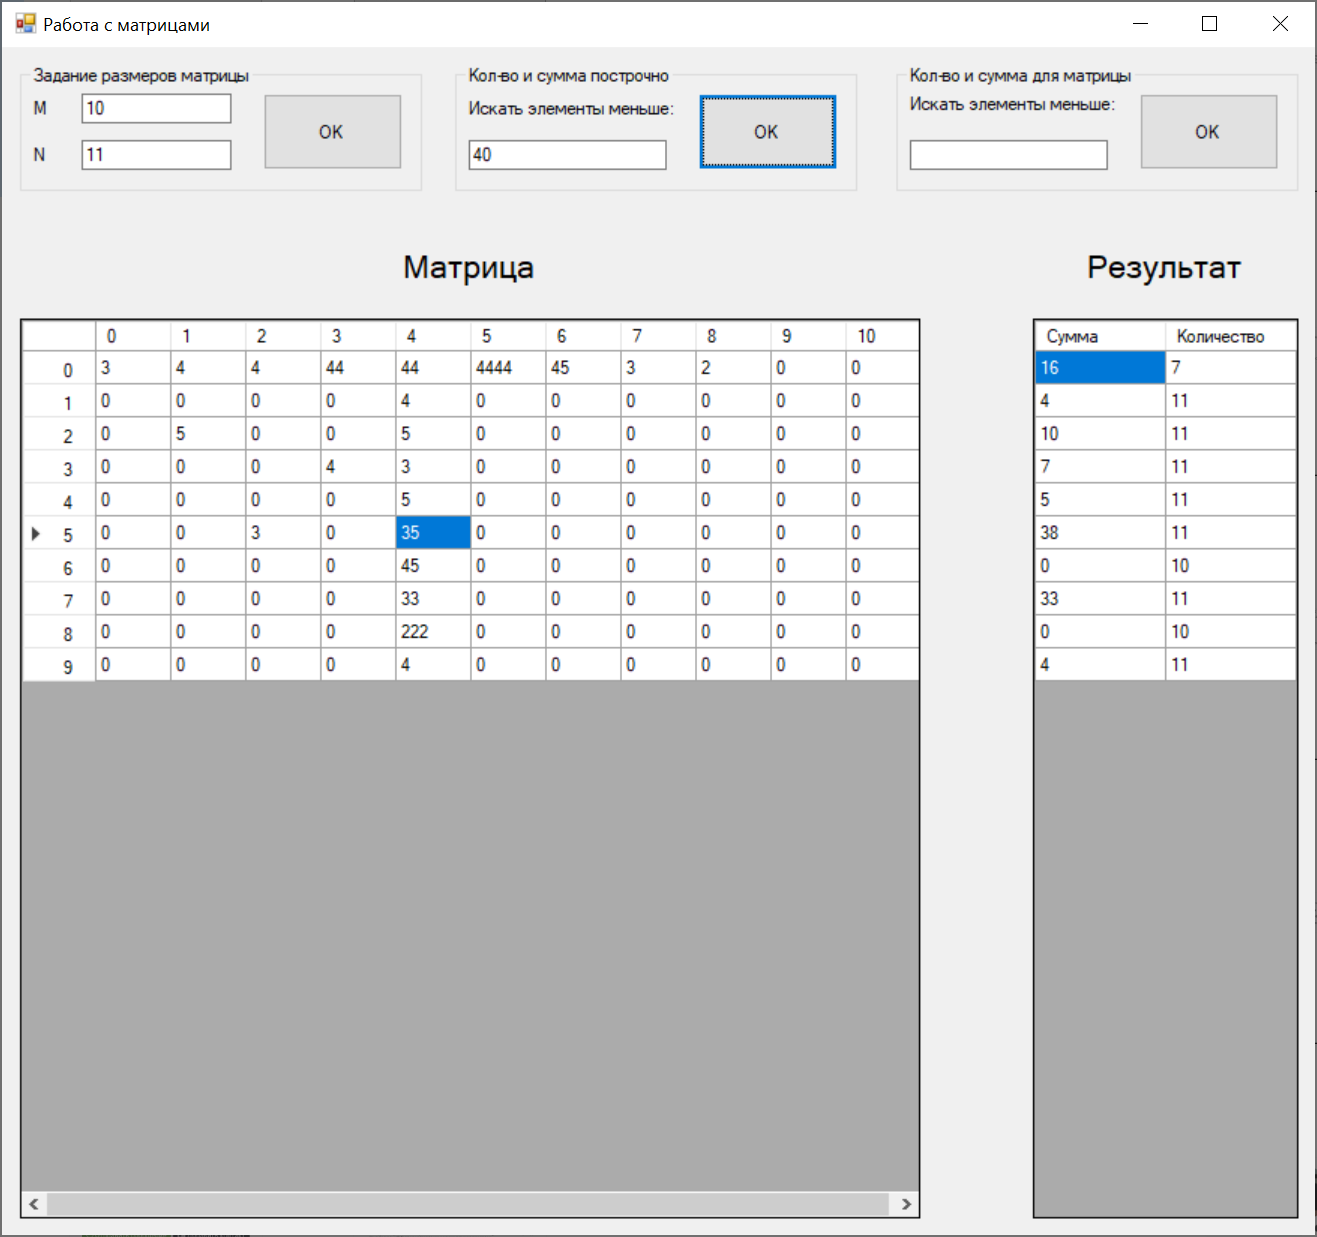 Работа с матрицами
Задание размеров матрицы
M 10
N 11
OK
Кол-во и сумма построчно
Искать элементы меньше:
40
OK
Кол-во и сумма для матрицы
Искать элементы меньше:
OK
Матрица
0 1 2 3 4 5 6 7 8 9 10
0 3 4 4 44 44 4444 45 3 2 0 0
1 0 0 0 0 4 0 0 0 0 0 0
2 0 5 0 0 5 0 0 0 0 0 0
3 0 0 0 4 3 0 0 0 0 0 0
4 0 0 0 0 5 0 0 0 0 0 0
5 0 0 3 0 35 0 0 0 0 0 0
6 0 0 0 0 45 0 0 0 0 0 0
7 0 0 0 0 33 0 0 0 0 0 0
8 0 0 0 0 222 0 0 0 0 0 0
9 0 0 0 0 4 0 0 0 0 0 0
Результат
Сумма Количество
16 7
4 11
10 11
7 11
5 11
38 11
0 10
33 11
0 10
4 11